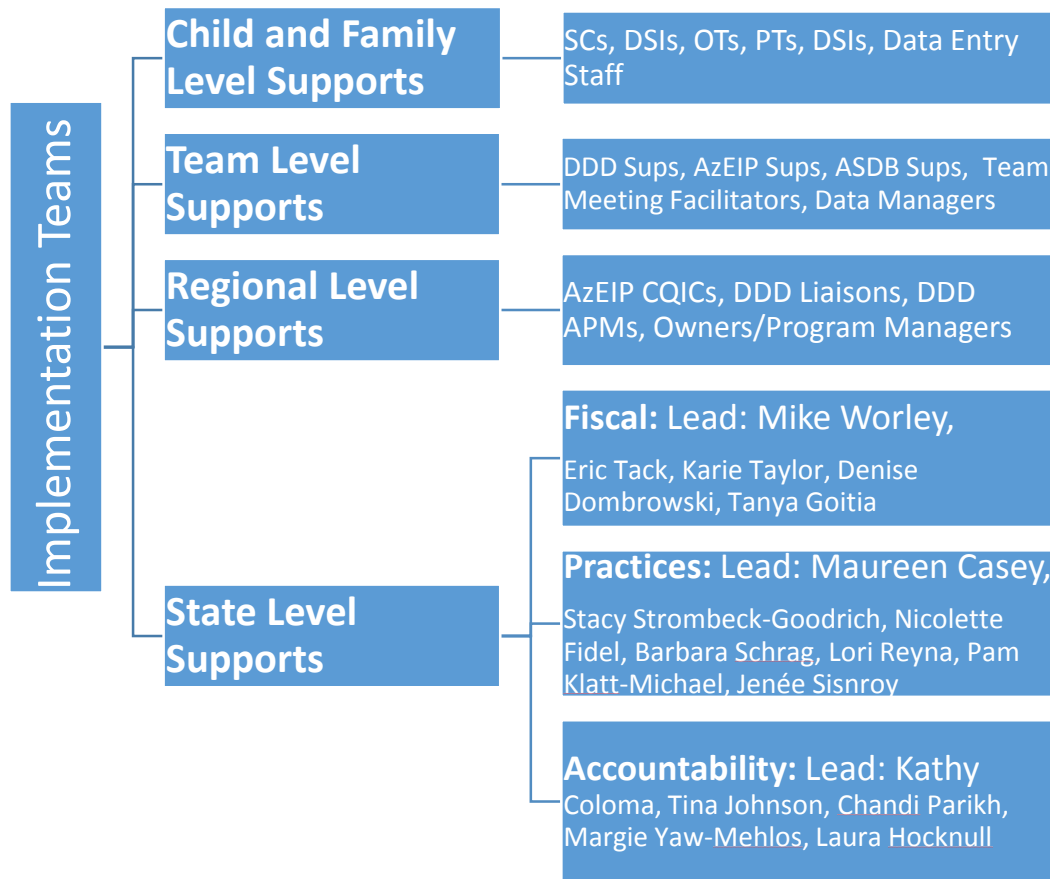 Implementation Teams
Child and Family
Level Supports
SCs, DSIs, OTs, PTs, DSIs, Data Entry
Staff
Team Level
Supports
DDD Sups, AzEIP Sups, ASDB Sups, Team
Meeting Facilitators, Data Managers
Regional Level
Supports
AzEIP CQICs, DDD Liaisons, DDD
APMs, Owners/Program Managers
State Level
Supports
Fiscal: Lead: Mike Worley,
Eric Tack, Karie Taylor, Denise
Dombrowski, Tanya Goitia
Practices: Lead: Maureen Casey,
Stacy Strombeck-Goodrich, Nicolette
Fidel, Barbara Schrag, Lori Reyna, Pam
Klatt-Michael, Jenée Sisnroy
Accountability: Lead: Kathy
Coloma, Tina Johnson, Chandi Parikh,
Margie Yaw-Mehlos, Laura Hocknull